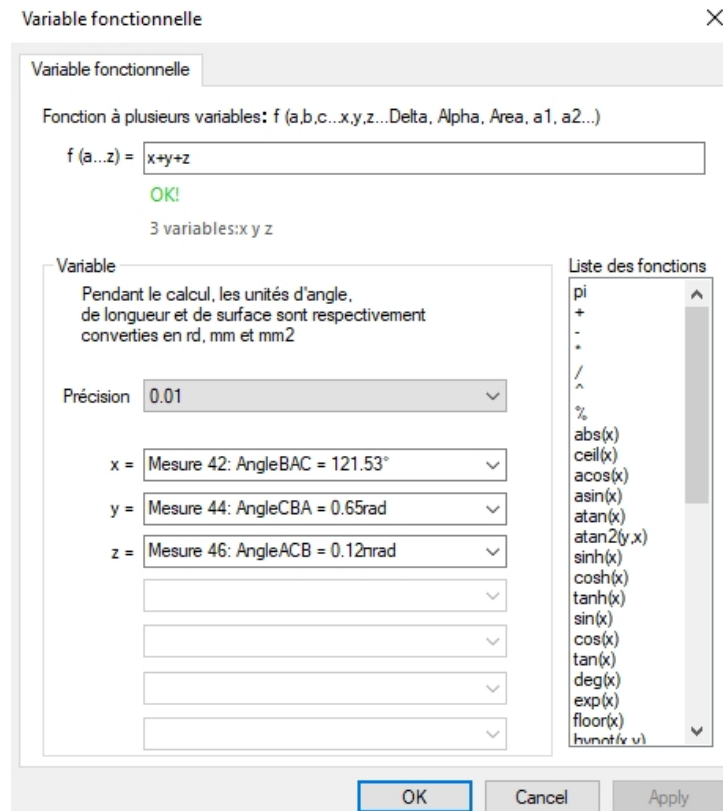 Variable fonctionnelle
Variable fonctionnelle
Fonction à plusieurs variables: f (a,b,c...x,y,z...Delta, Alpha, Area, a1, a2...)
f (a...z) = x+y+z
OK!
3 variables:x y z
Variable
Pendant le calcul, les unités d'angle,
de longueur et de surface sont respectivement
converties en rd, mm et mm2
Précision 0.01
x = Mesure 42: AngleBAC = 121.53°
y = Mesure 44: AngleCBA = 0.65rad
z = Mesure 46: AngleACB = 0.12πrad
Liste des fonctions
pi
+
-
*
/
^
%
abs(x)
ceil(x)
acos(x)
asin(x)
atan(x)
atan2(y,x)
sinh(x)
cosh(x)
tanh(x)
sin(x)
cos(x)
tan(x)
deg(x)
exp(x)
floor(x)
hypot(x,y)
OK Cancel Apply